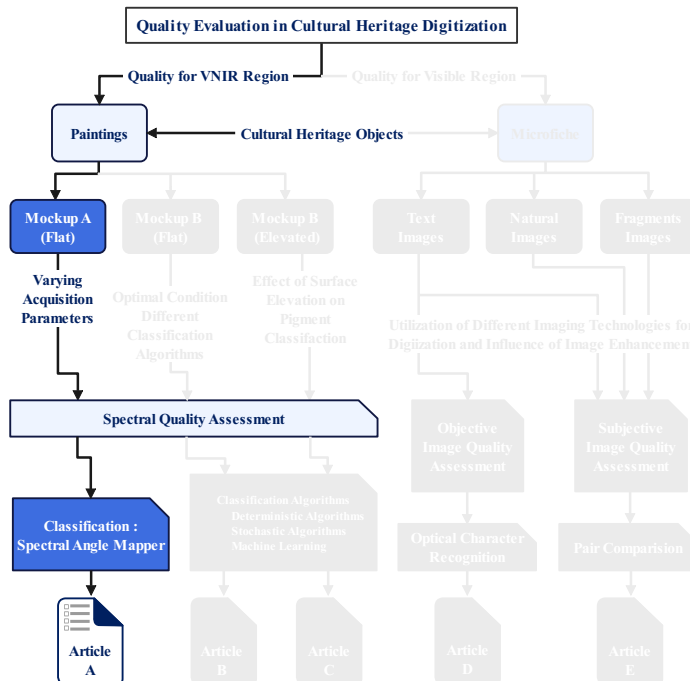 Quality Evaluation in Cultural Heritage Digitization
Quality for VNIR Region
Quality for Visible Region
Paintings
Cultural Heritage Objects
Microfiche
Mockup A
(Flat)
Mockup B
(Flat)
Mockup B
(Elevated)
Text
Images
Natural
Images
Fragments
Images
Varying
Acquisition
Parameters
Optimal Condition
Different
Classification
Algorithms
Effect of Surface
Elevation on
Pigment
Classifaction
Utilization of Different Imaging Technologies for
Digiization and Influence of Image Enhancemen
Spectral Quality Assessment
Objective
Image Quality
Assessment
Subjective
Image Quality
Assessment
Classification :
Spectral Angle Mapper
Classification Algorithms
Deterministic Algorithms
Stochastic Algorithms
Machine Learning
Optical Character
Recognition
Pair Comparision
Article
A
Article
B
Article
C
Article
D
Article
E